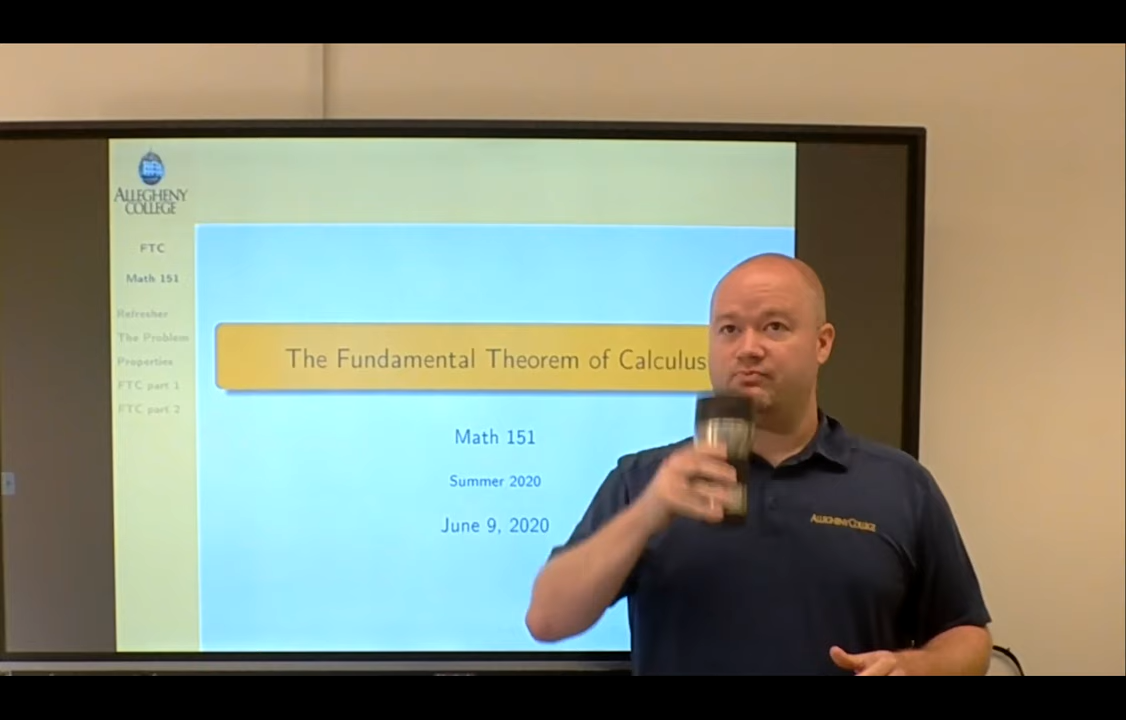 ALLEGHENY
COLLEGE
FTC
Math 151
Refresher
The Problem
Properties
FTC part 1
FTC part 2
The Fundamental Theorem of Calculus
Math 151
Summer 2020
June 9, 2020
ALLEGHENY COLLEGE